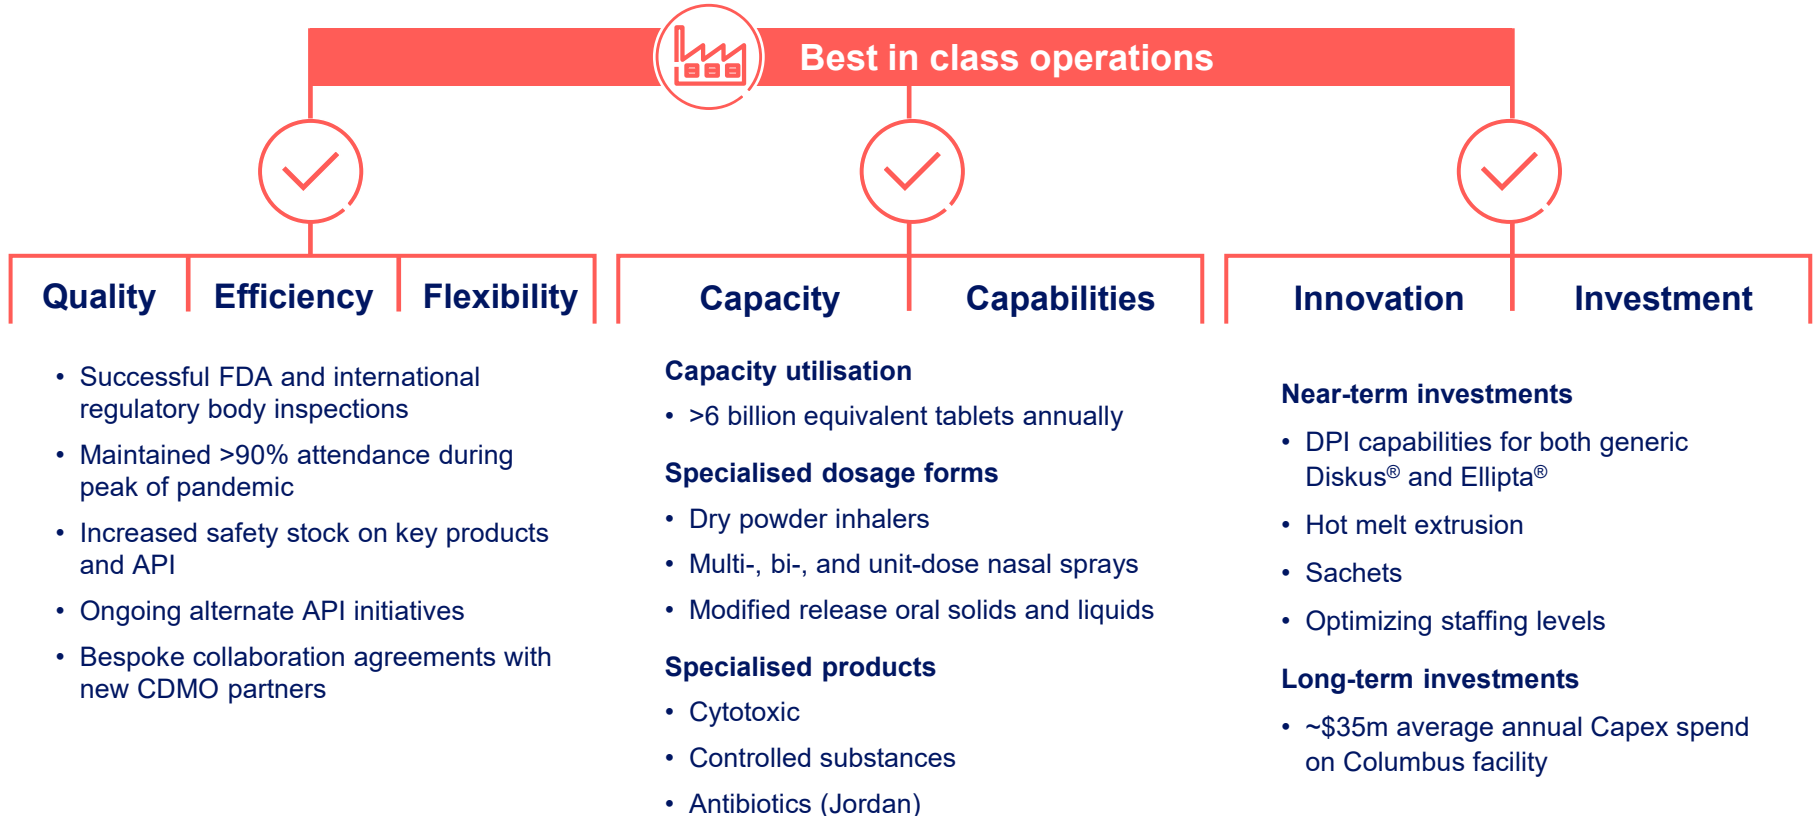 Best in class operations
Quality
Efficiency
Flexibility
• Successful FDA and international
regulatory body inspections
• Maintained >90% attendance during
peak of pandemic
• Increased safety stock on key products
and API
• Ongoing alternate API initiatives
• Bespoke collaboration agreements with
new CDMO partners
Capacity
Capabilities
Capacity utilisation
• >6 billion equivalent tablets annually
Specialised dosage forms
• Dry powder inhalers
• Multi-, bi-, and unit-dose nasal sprays
• Modified release oral solids and liquids
Specialised products
• Cytotoxic
• Controlled substances
• Antibiotics (Jordan)
Innovation
Investment
Near-term investments
• DPI capabilities for both generic
Diskus® and Ellipta®
• Hot melt extrusion
• Sachets
• Optimizing staffing levels
Long-term investments
• ~$35m average annual Capex spend
on Columbus facility